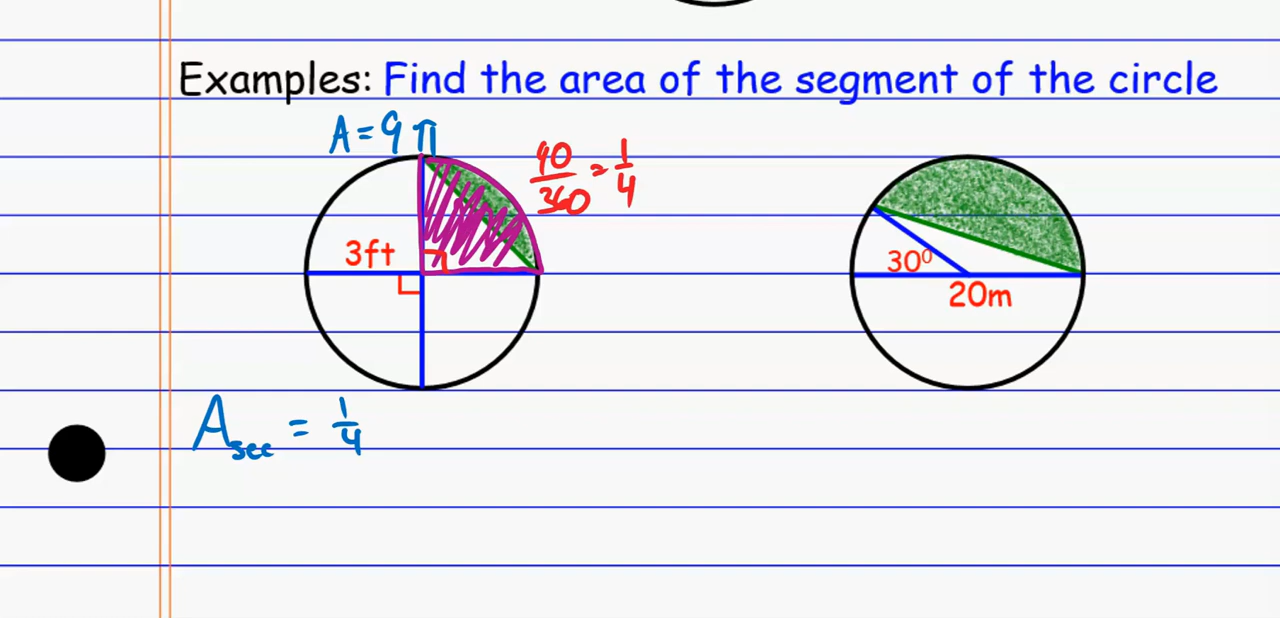 Examples: Find the area of the segment of the circle
A = 9π
90/360 = 1/4
3ft
30⁰
20m
A_sec = 1/4